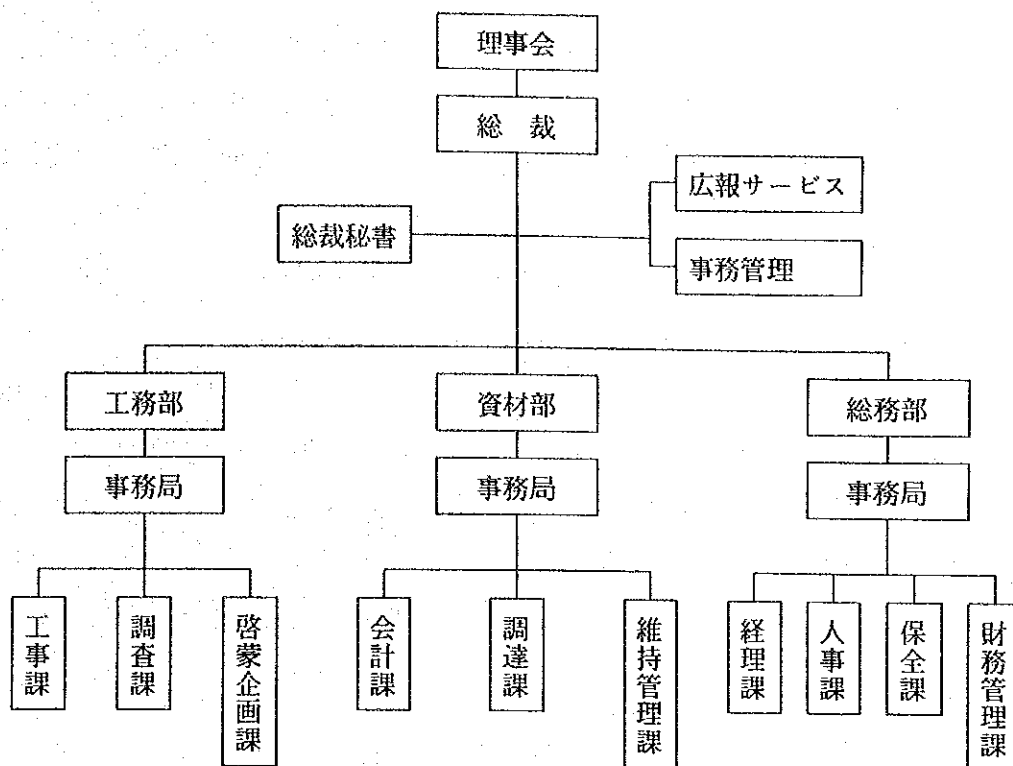 理事会
総裁
広報サービス
総裁秘書
事務管理
工務部
資材部
総務部
事務局
事務局
事務局
工事課
調査課
啓蒙企画課
会計課
調達課
維持管理課
経理課
人事課
保全課
財務管理課